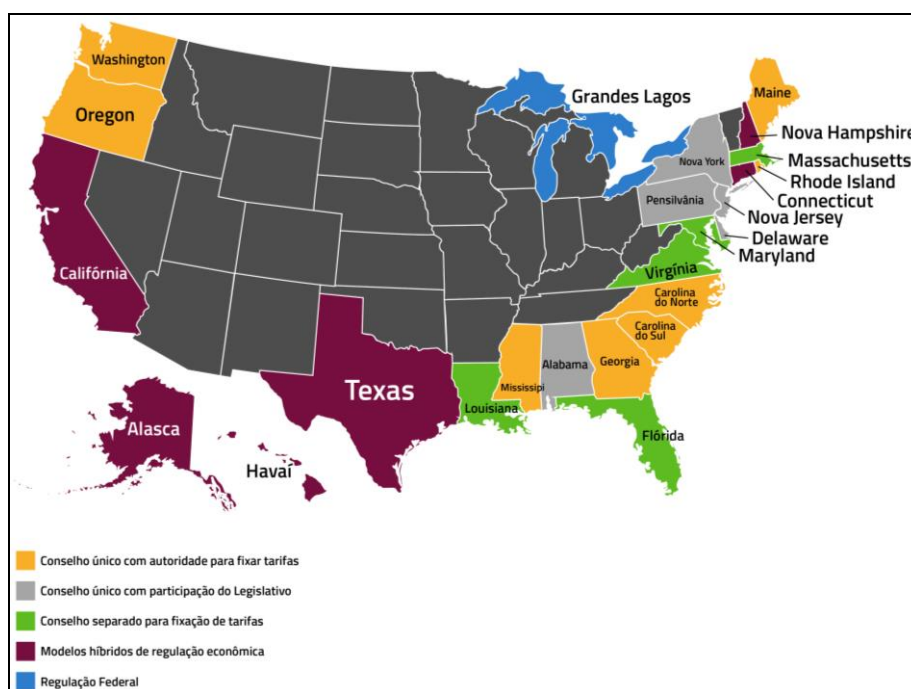 Washington
Oregon
Grandes Lagos
Maine
Nova Hampshire
Massachusetts
Rhode Island
Connecticut
Nova Jersey
Delaware
Maryland
Nova York
Pensilvânia
Califórnia
Virgínia
Carolina
do Norte
Carolina
do Sul
Georgia
Alabama
Mississipi
Louisiana
Flórida
Texas
Alasca
Havaí
Conselho único com autoridade para fixar tarifas
Conselho único com participação do Legislativo
Conselho separado para fixação de tarifas
Modelos híbridos de regulação econômica
Regulação Federal